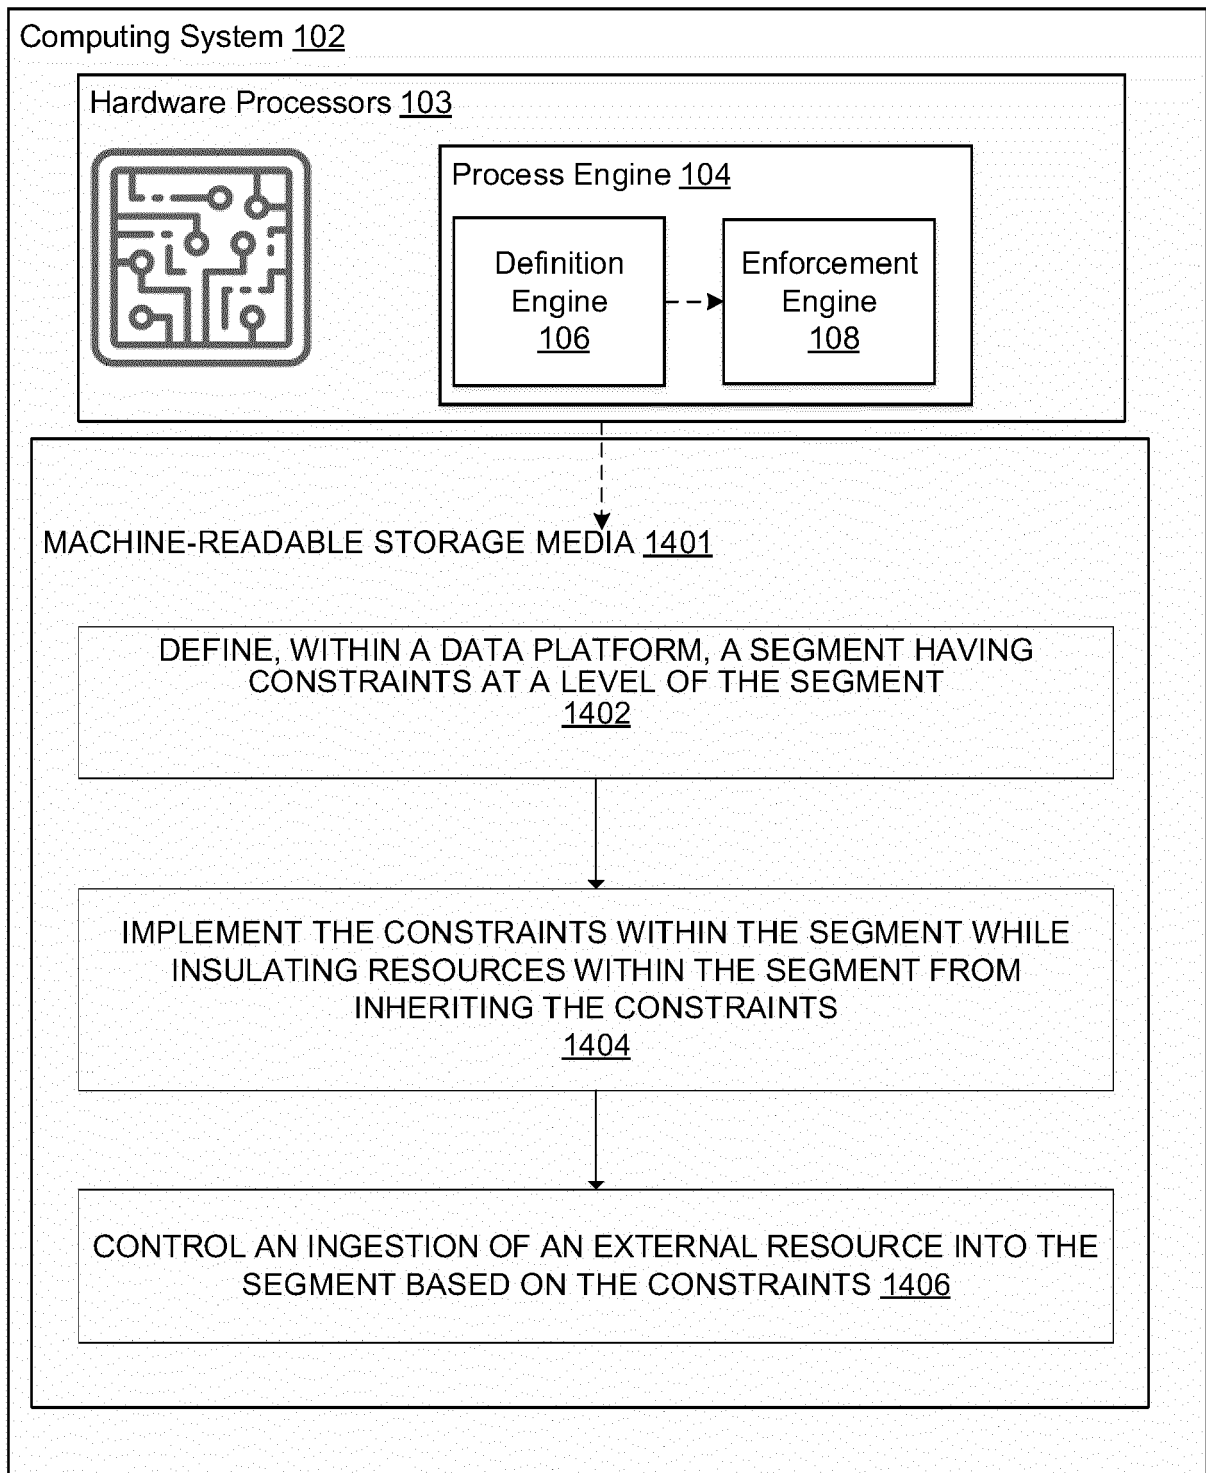 Computing System 102
Hardware Processors 103
Process Engine 104
Definition
Engine
106
Enforcement
Engine
108
MACHINE-READABLE STORAGE MEDIA 1401
DEFINE, WITHIN A DATA PLATFORM, A SEGMENT HAVING
CONSTRAINTS AT A LEVEL OF THE SEGMENT
1402
IMPLEMENT THE CONSTRAINTS WITHIN THE SEGMENT WHILE
INSULATING RESOURCES WITHIN THE SEGMENT FROM
INHERITING THE CONSTRAINTS
1404
CONTROL AN INGESTION OF AN EXTERNAL RESOURCE INTO THE
SEGMENT BASED ON THE CONSTRAINTS 1406